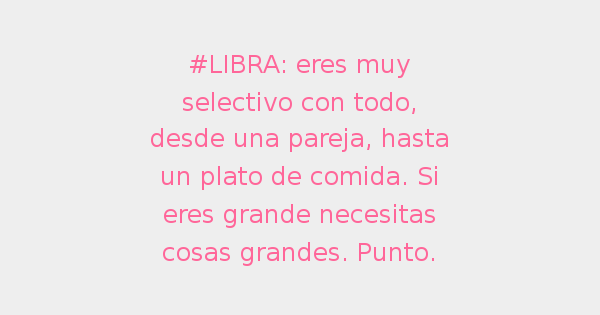 #LIBRA: eres muy
selectivo con todo,
desde una pareja, hasta
un plato de comida. Si
eres grande necesitas
cosas grandes. Punto.